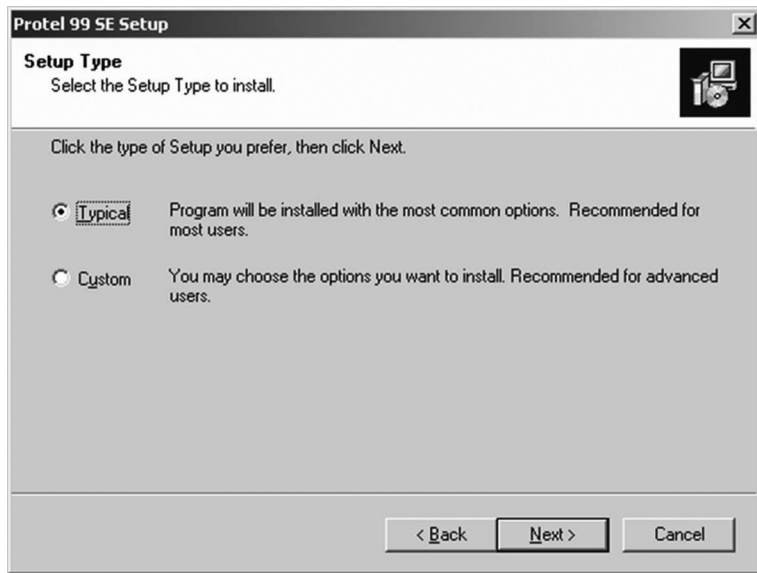 Protel 99 SE Setup
Setup Type
Select the Setup Type to install.
Click the type of Setup you prefer, then click Next.
Typical
Program will be installed with the most common options. Recommended for
most users.
Custom
You may choose the options you want to install. Recommended for advanced
users.
< Back
Next >
Cancel